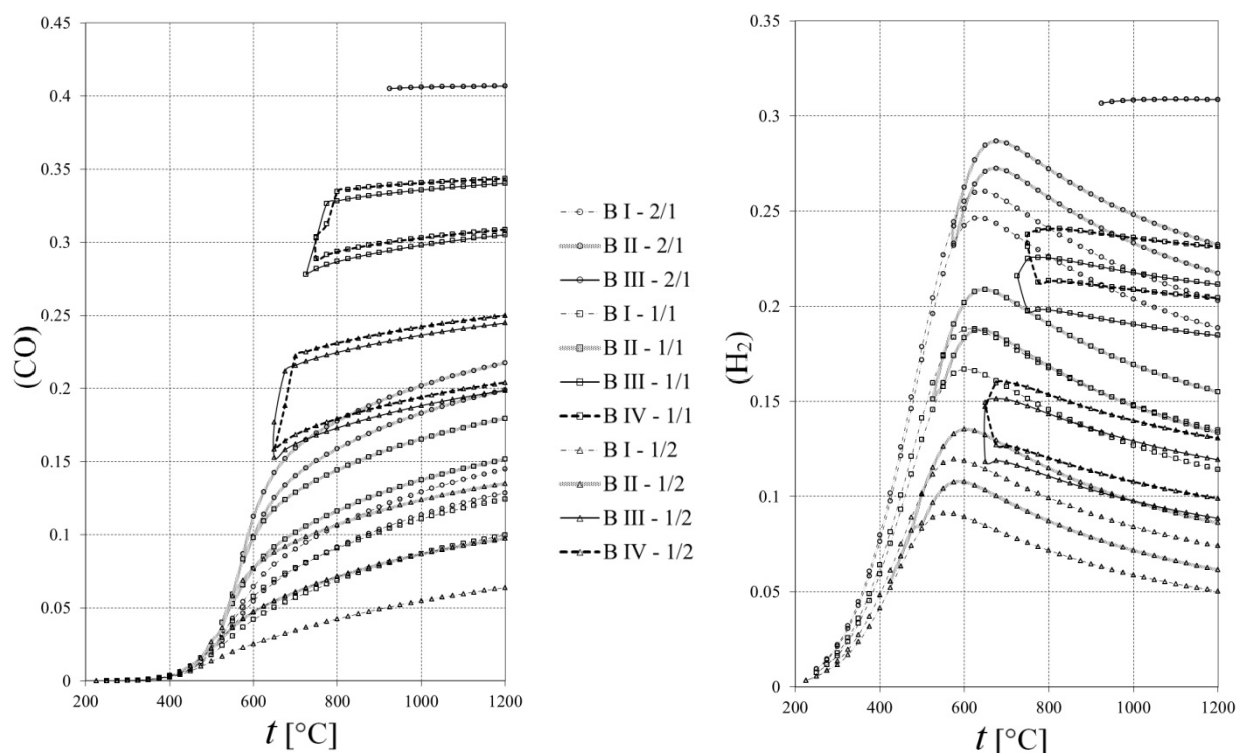 0.45
0.4
0.35
0.3
0.25
0.2
0.15
0.1
0.05
0
(CO)
200 400 600 800 1000 1200
t [°C]
B I - 2/1
B II - 2/1
B III - 2/1
B I - 1/1
B II - 1/1
B III - 1/1
B IV - 1/1
B I - 1/2
B II - 1/2
B III - 1/2
B IV - 1/2
0.35
0.3
0.25
0.2
0.15
0.1
0.05
0
(H₂)
200 400 600 800 1000 1200
t [°C]